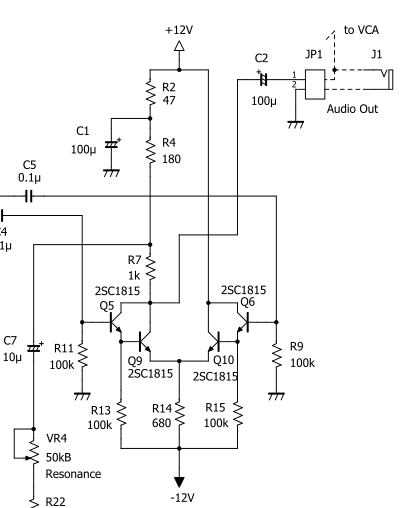 +12V
to VCA
C2
JP1
J1
R2
47
1
2
100µ
Audio Out
C1
100µ
+
R4
180
C5
0.1µ
C4
1µ
R7
1k
2SC1815
Q5
2SC1815
Q6
C7
10µ
+
R11
100k
Q9
2SC1815
Q10
2SC1815
R9
100k
R13
100k
R14
680
R15
100k
VR4
50kB
Resonance
-12V
R22